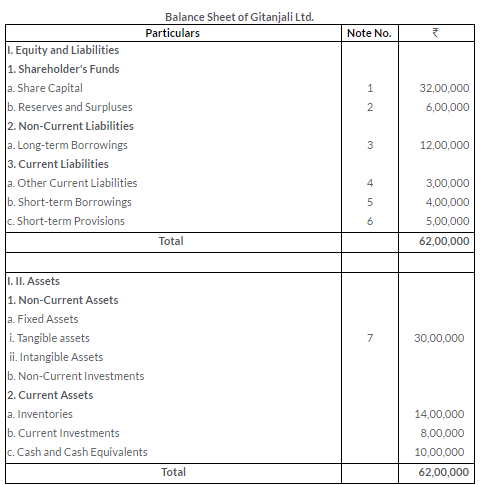 Balance Sheet of Gitanjali Ltd.
Particulars Note No. ₹
I. Equity and Liabilities
1. Shareholder's Funds
a. Share Capital 1 32,00,000
b. Reserves and Surpluses 2 6,00,000
2. Non-Current Liabilities
a. Long-term Borrowings 3 12,00,000
3. Current Liabilities
a. Other Current Liabilities 4 3,00,000
b. Short-term Borrowings 5 4,00,000
c. Short-term Provisions 6 5,00,000
Total 62,00,000
I. II. Assets
1. Non-Current Assets
a. Fixed Assets
i. Tangible assets 7 30,00,000
ii. Intangible Assets
b. Non-Current Investments
2. Current Assets
a. Inventories 14,00,000
b. Current Investments 8,00,000
c. Cash and Cash Equivalents 10,00,000
Total 62,00,000